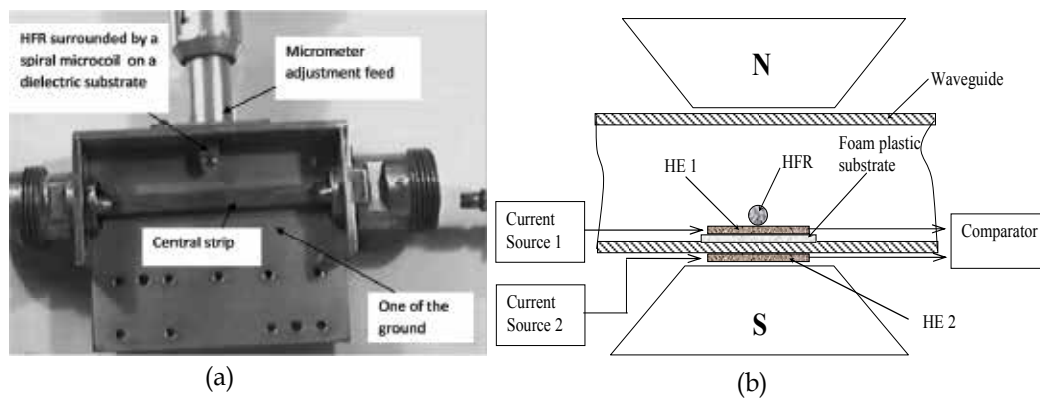 HFR surrounded by a
spiral microcoil on a
dielectric substrate
Micrometer
adjustment feed
Central strip
One of the
ground
(a)
N
Waveguide
Foam plastic
substrate
HE 1
HFR
Current
Source 1
Comparator
Current
Source 2
S
HE 2
(b)